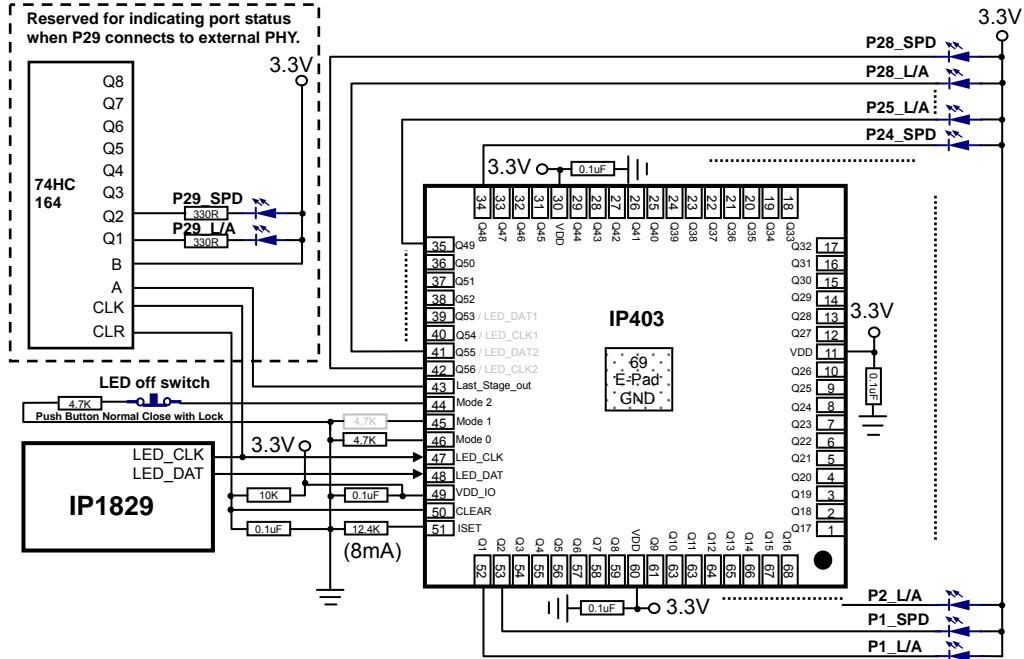 Reserved for indicating port status
when P29 connects to external PHY.
3.3V
74HC
164
Q8
Q7
Q6
Q5
Q4
Q3
Q2
Q1
B
A
CLK
CLR
P29_SPD
330R
P29_L/A
330R
3.3V
P28_SPD
P28_L/A
P25_L/A
P24_SPD
3.3V
0.1uF
34
33
32
31
30
29
28
27
26
25
24
23
22
21
20
19
18
Q48
Q47
Q46
Q45
VDD
Q44
Q43
Q42
Q41
Q40
Q39
Q38
Q37
Q36
Q35
Q34
Q33
35 Q49
36 Q50
37 Q51
38 Q52
39 Q53 / LED_DAT1
40 Q54 / LED_CLK1
41 Q55 / LED_DAT2
42 Q56 / LED_CLK2
43 Last_Stage_out
44 Mode 2
45 Mode 1
46 Mode 0
47 LED_CLK
48 LED_DAT
49 VDD_IO
50 CLEAR
51 ISET
IP403
69
E-Pad
GND
Q32 17
Q31 16
Q30 15
Q29 14
Q28 13
Q27 12
VDD 11
Q26 10
Q25 9
Q24 8
Q23 7
Q22 6
Q21 5
Q20 4
Q19 3
Q18 2
Q17 1
3.3V
0.1uF
LED off switch
4.7K
Push Button Normal Close with Lock
4.7K
4.7K
LED_CLK
LED_DAT
IP1829
3.3V
10K
0.1uF
0.1uF
12.4K
(8mA)
Q1
Q2
Q3
Q4
Q5
Q6
Q7
Q8
VDD
Q9
Q10
Q11
Q12
Q13
Q14
Q15
Q16
52
53
54
55
56
57
58
59
60
61
63
63
64
65
66
67
68
0.1uF
3.3V
P2_L/A
P1_SPD
P1_L/A